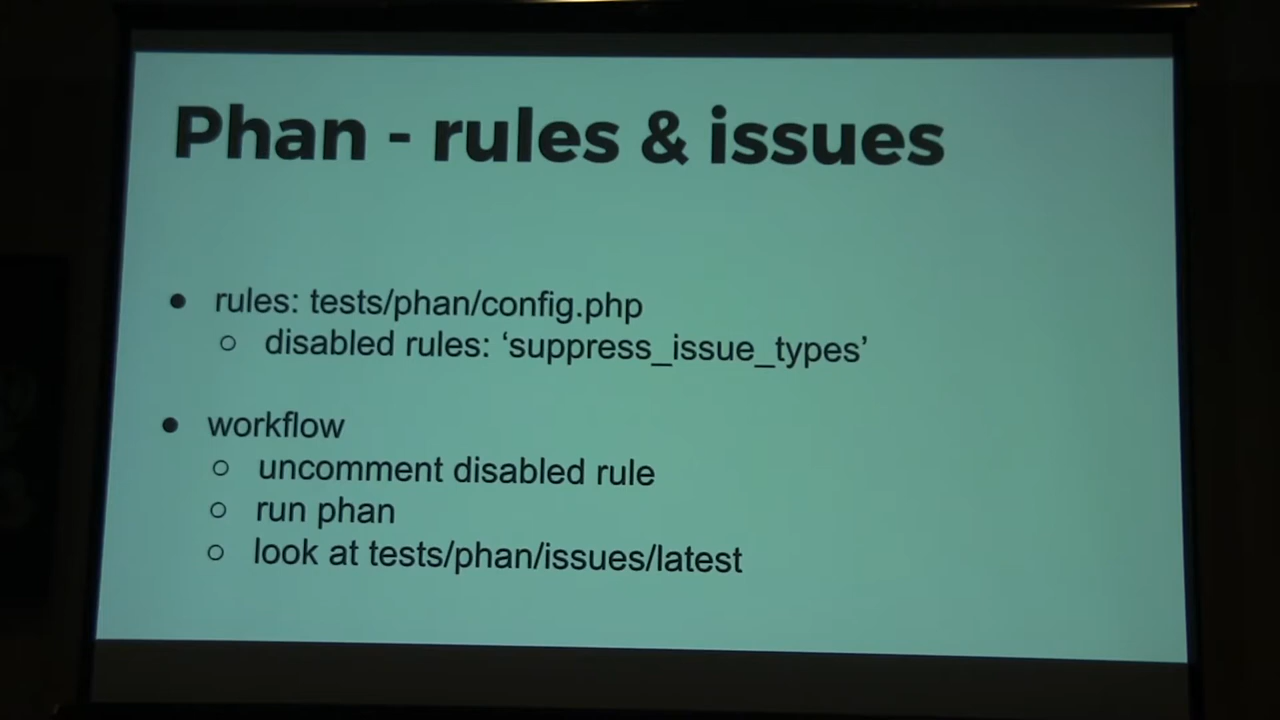 Phan - rules & issues
● rules: tests/phan/config.php
○ disabled rules: ‘suppress_issue_types’
● workflow
○ uncomment disabled rule
○ run phan
○ look at tests/phan/issues/latest